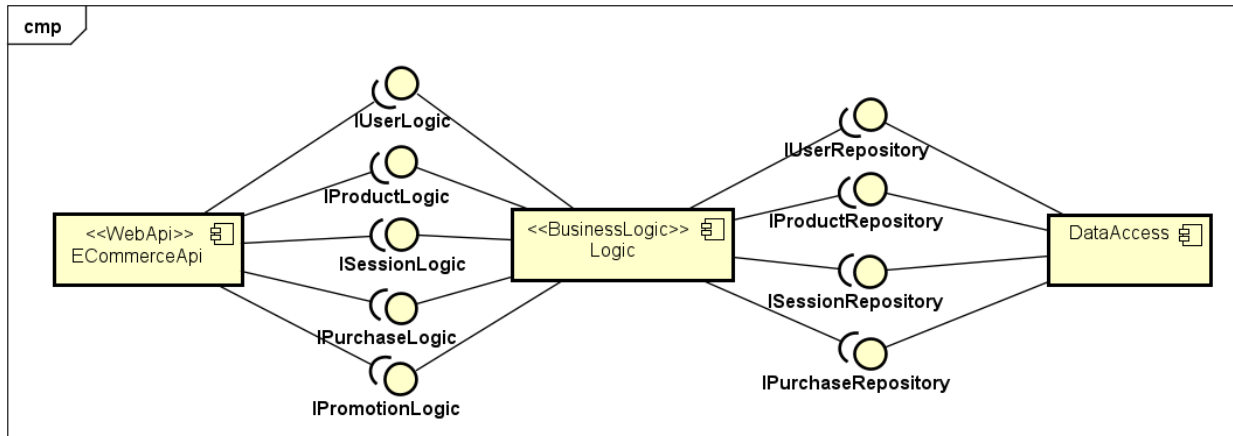 cmp
IUserLogic
IProductLogic
ISessionLogic
IPurchaseLogic
IPromotionLogic
<<WebApi>>
ECommerceApi
<<BusinessLogic>>
Logic
IUserRepository
IProductRepository
ISessionRepository
IPurchaseRepository
DataAccess